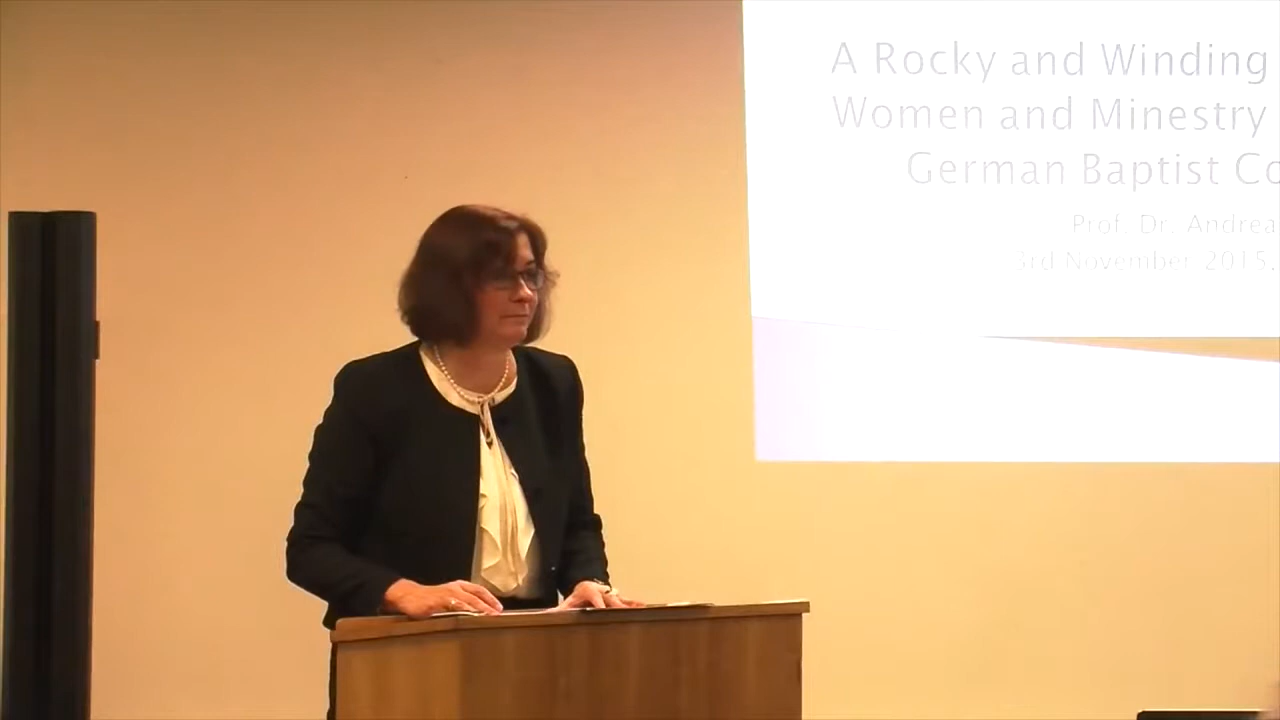 A Rocky and Winding
Women and Minestry
German Baptist Co
Prof. Dr. Andrea
3rd November 2015.